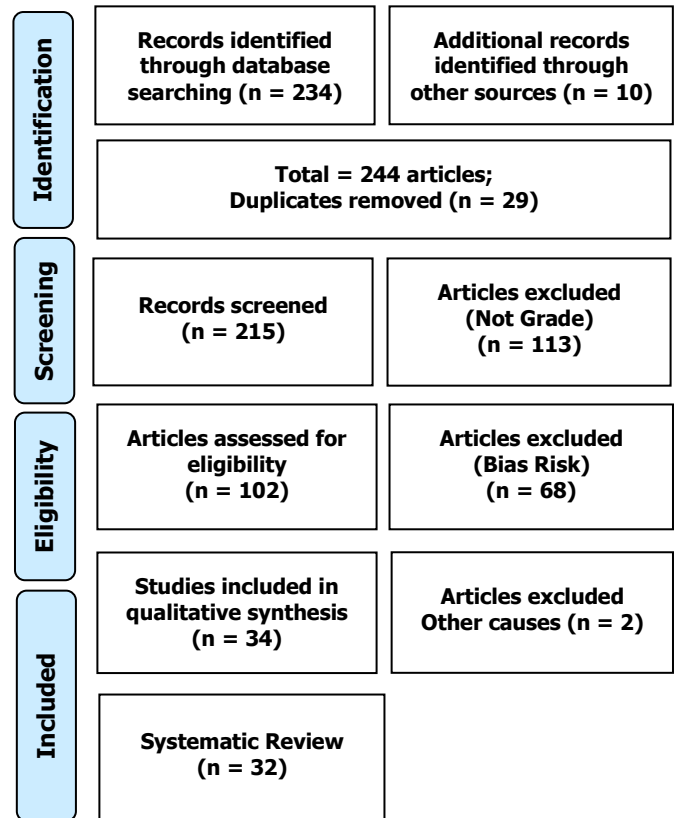 Identification
Records identified
through database
searching (n = 234)
Additional records
identified through
other sources (n = 10)
Total = 244 articles;
Duplicates removed (n = 29)
Screening
Records screened
(n = 215)
Articles excluded
(Not Grade)
(n = 113)
Eligibility
Articles assessed for
eligibility
(n = 102)
Articles excluded
(Bias Risk)
(n = 68)
Included
Studies included in
qualitative synthesis
(n = 34)
Articles excluded
Other causes (n = 2)
Systematic Review
(n = 32)